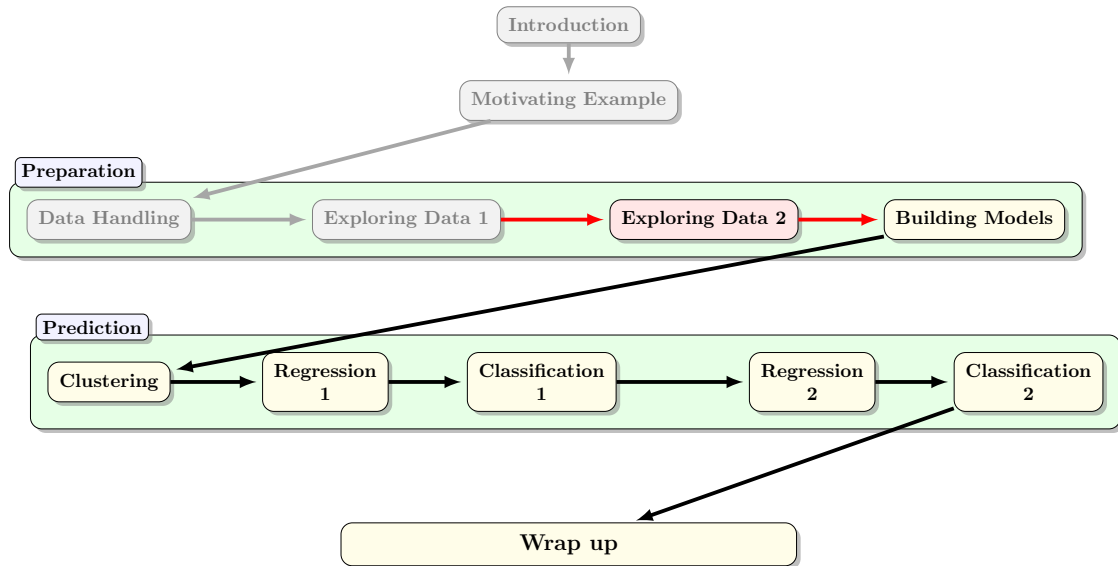 Introduction
Motivating Example
Preparation
Data Handling
Exploring Data 1
Exploring Data 2
Building Models
Prediction
Clustering
Regression
1
Classification
1
Regression
2
Classification
2
Wrap up